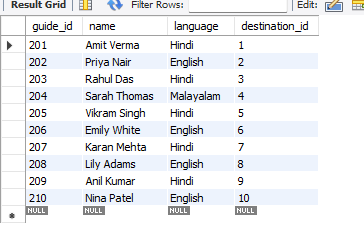 Result Grid Filter Rows: Edit:
guide_id name language destination_id
201 Amit Verma Hindi 1
202 Priya Nair English 2
203 Rahul Das Hindi 3
204 Sarah Thomas Malayalam 4
205 Vikram Singh Hindi 5
206 Emily White English 6
207 Karan Mehta Hindi 7
208 Lily Adams English 8
209 Anil Kumar Hindi 9
210 Nina Patel English 10
NULL NULL NULL NULL